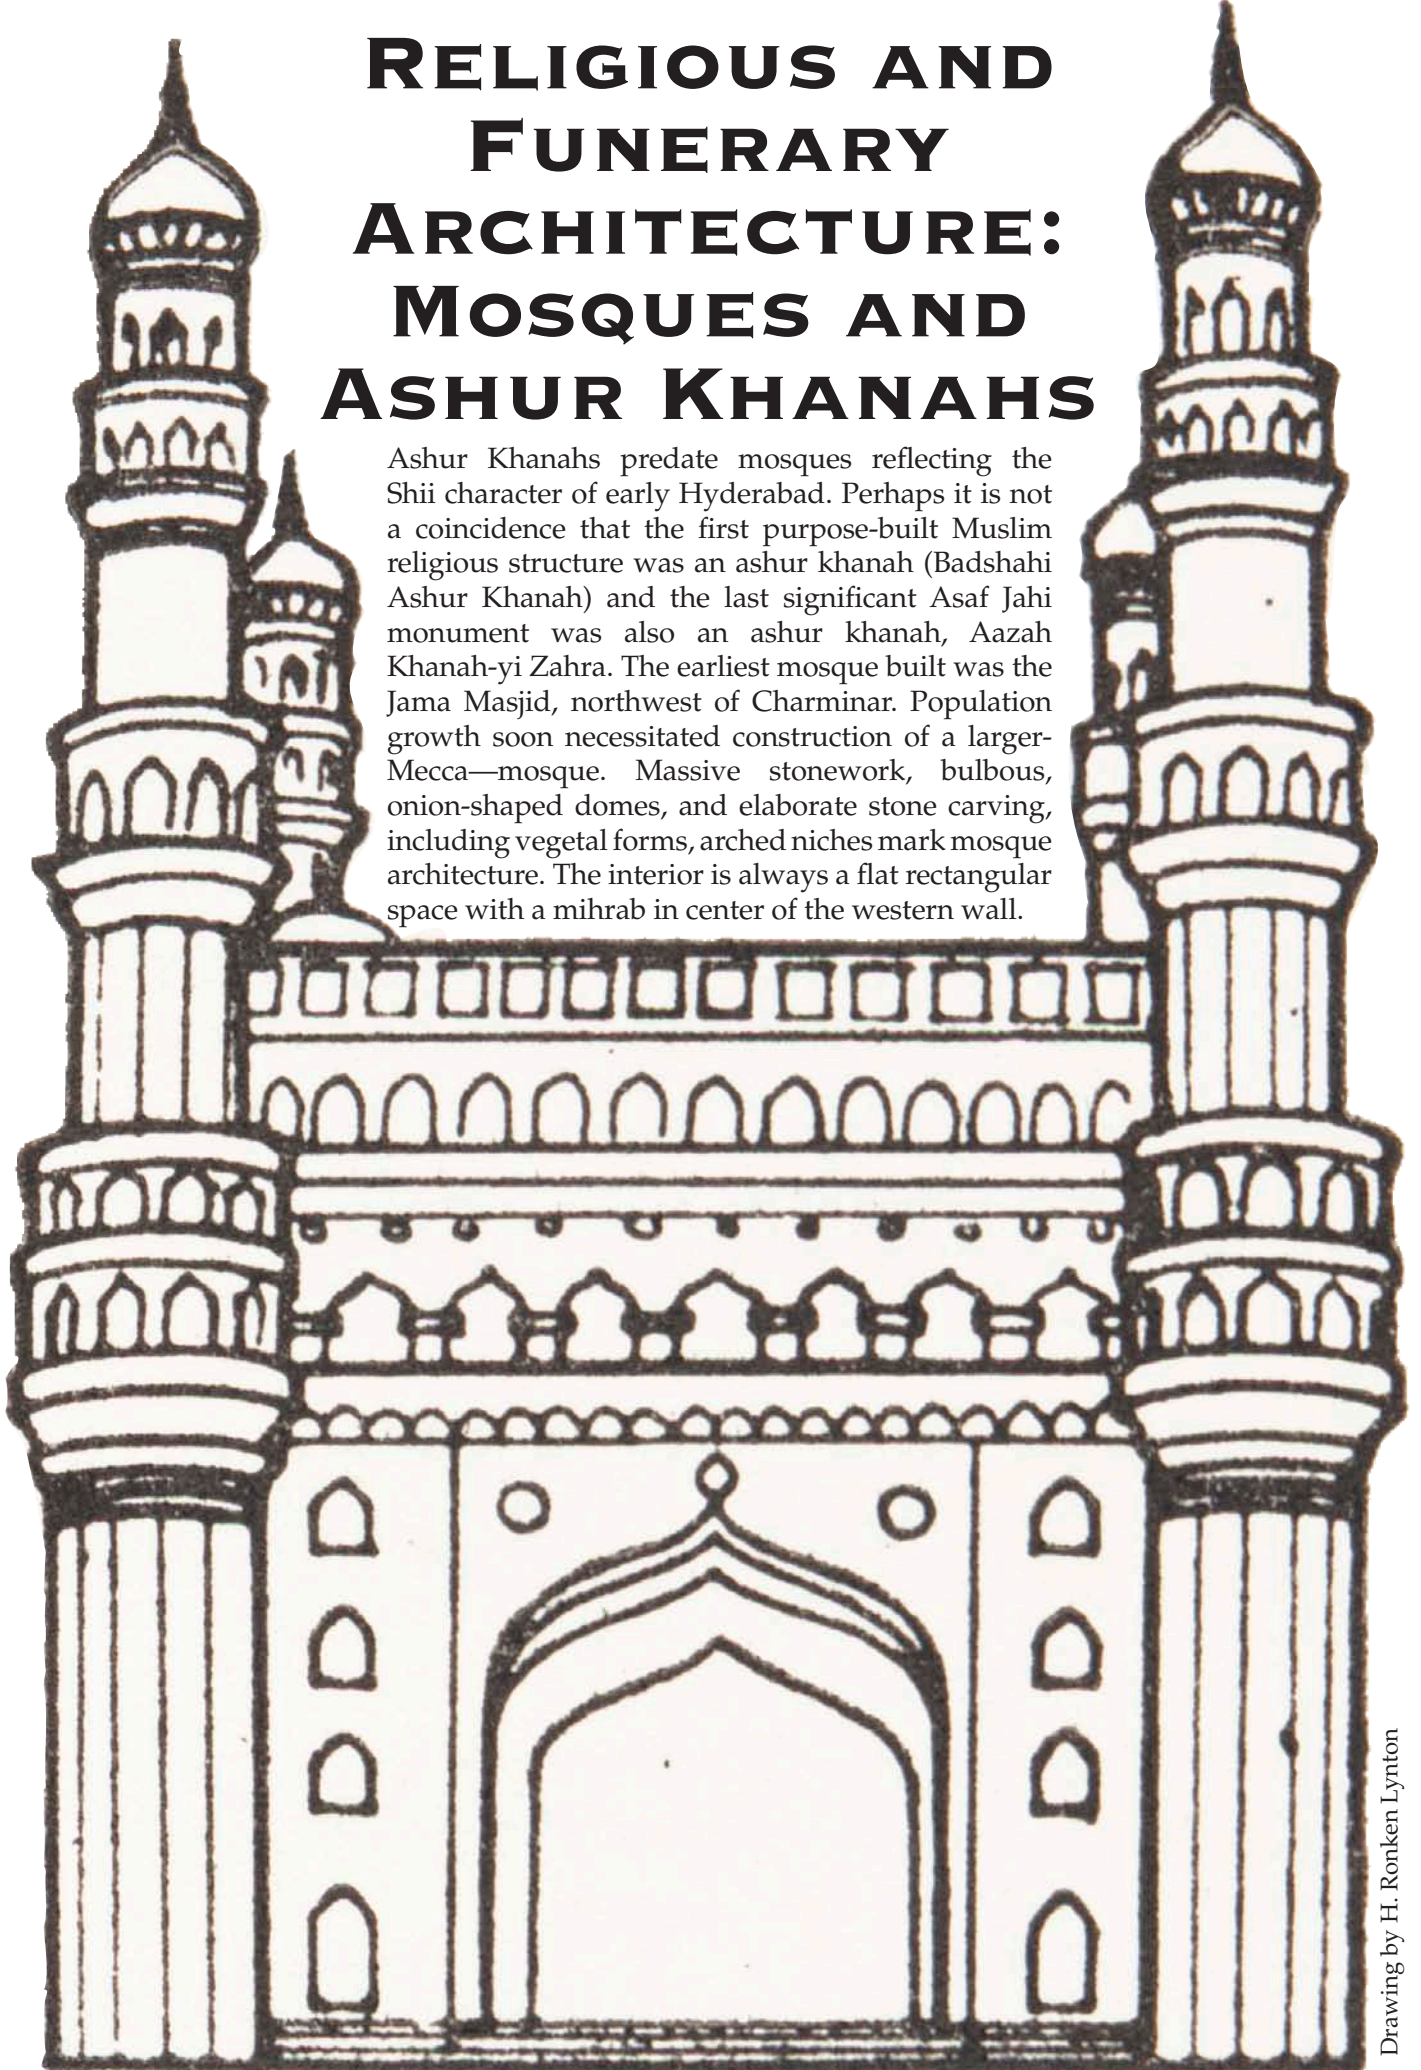 RELIGIOUS AND
FUNERARY
ARCHITECTURE:
MOSQUES AND
ASHUR KHANAHS
Ashur Khanahs predate mosques reflecting the
Shii character of early Hyderabad. Perhaps it is not
a coincidence that the first purpose-built Muslim
religious structure was an ashur khanah (Badshahi
Ashur Khanah) and the last significant Asaf Jahi
monument was also an ashur khanah, Aazah
Khanah-yi Zahra. The earliest mosque built was the
Jama Masjid, northwest of Charminar. Population
growth soon necessitated construction of a larger-
Mecca—mosque. Massive stonework, bulbous,
onion-shaped domes, and elaborate stone carving,
including vegetal forms, arched niches mark mosque
architecture. The interior is always a flat rectangular
space with a mihrab in center of the western wall.
Drawing by H. Ronken Lynton